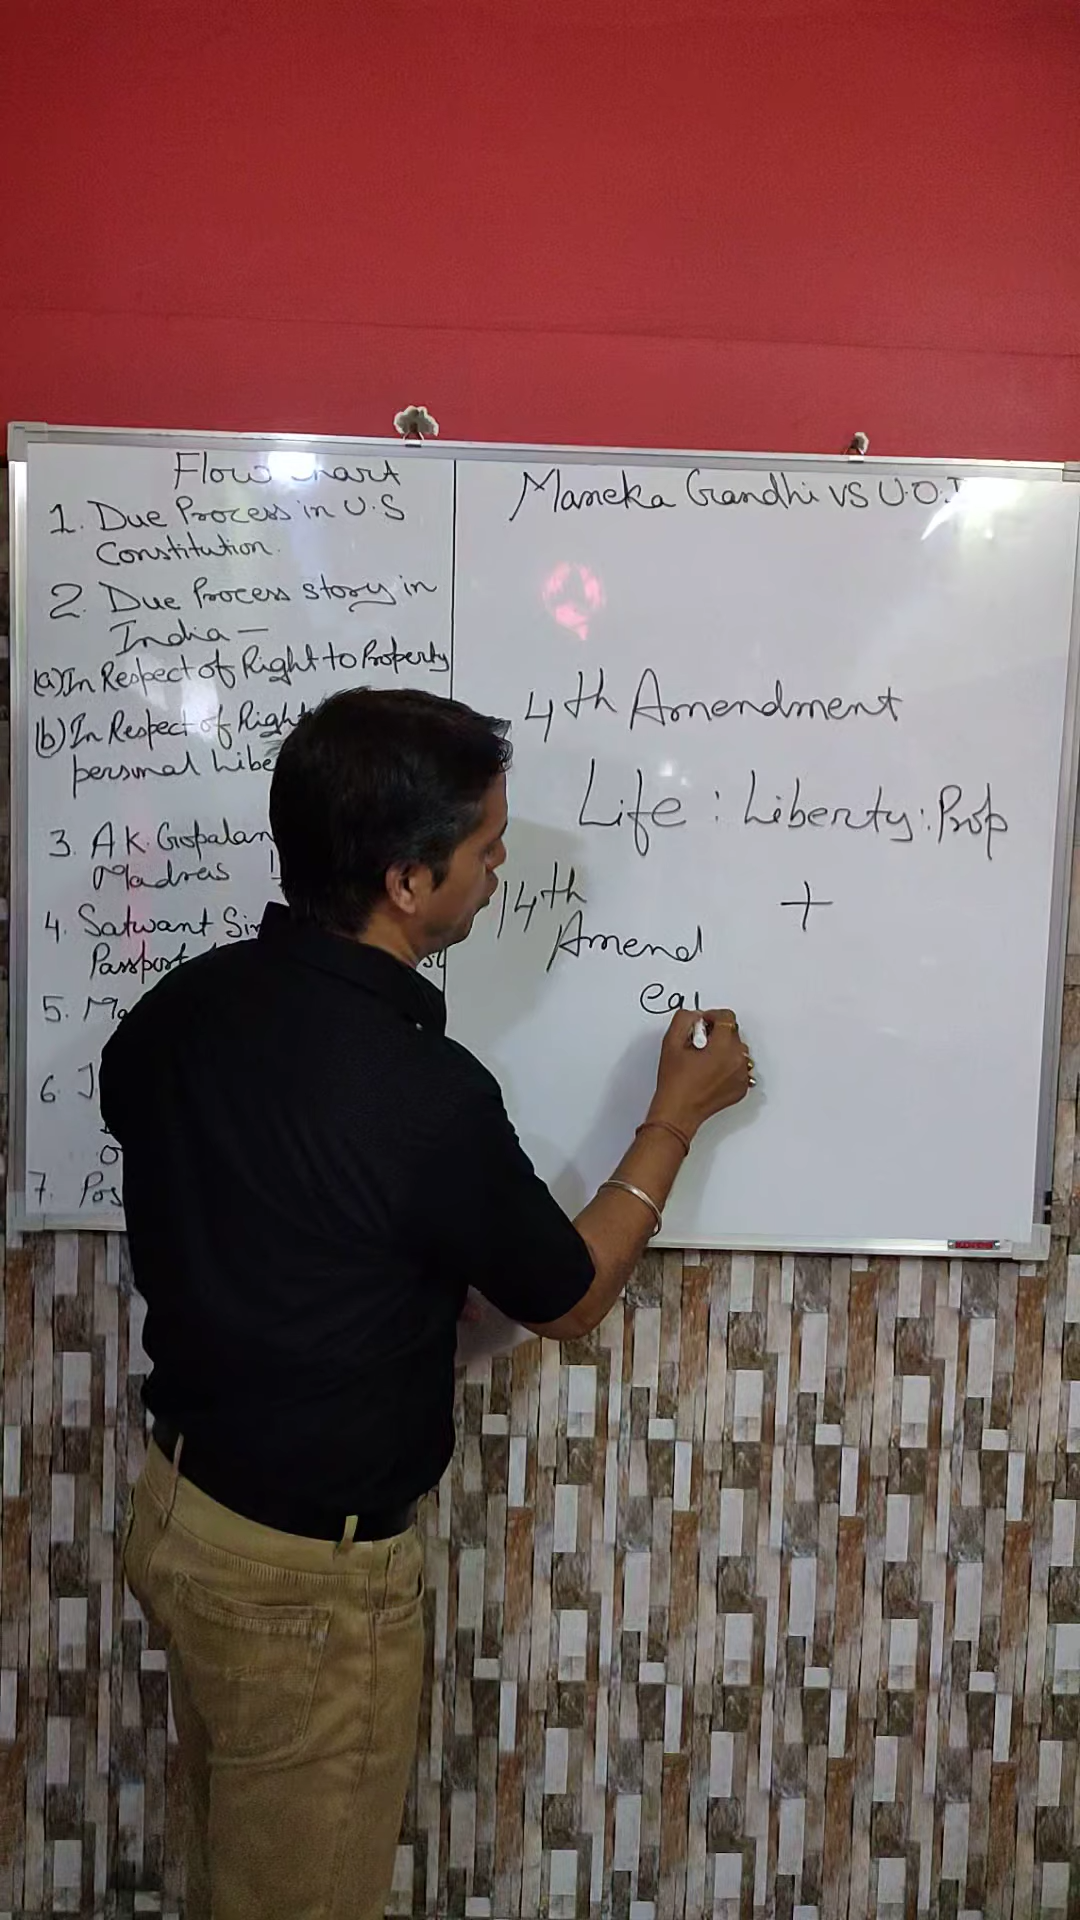 Flow
1. Due Process in U.S
Constitution.
2. Due Process story in
India —
(a) In Respect of Right to Property
(b) In Respect of Right
personal Libe
3. A K. Gopalan
Madras
4. Satwant Sin
Passport
5. Ma
6.
7. Pos
Maneka Gandhi VS U.O.I
4th Amendment
Life : Liberty : Prop
14th +
Amend
eq